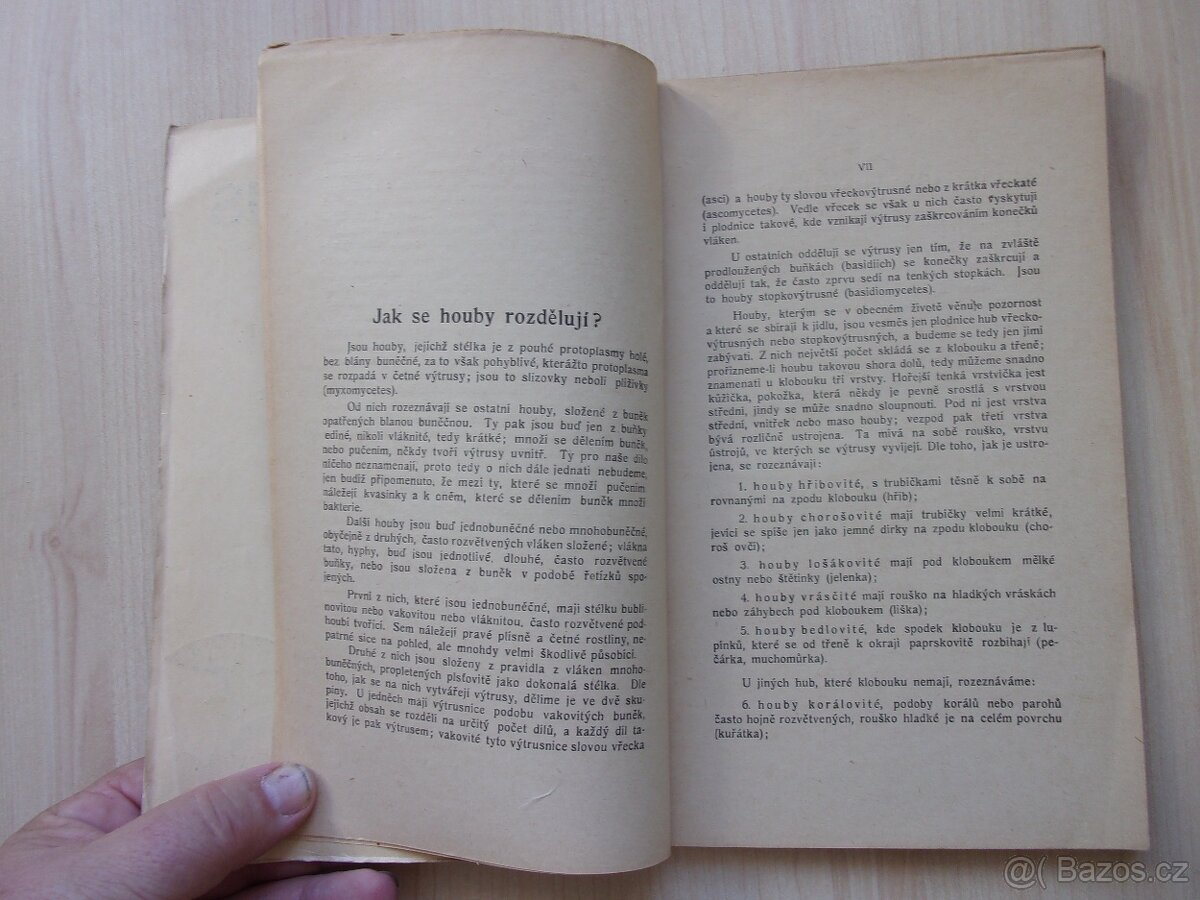 Jak se houby rozdělují?
Jsou houby, jejichž stélka je z pouhé protoplasmy holé,
bez blány buněčné, za to však pohyblivé, kterážto protoplasma
se rozpadá v četné výtrusy; jsou to slizovky neboli plížívky
(myxomycetes).
Od nich rozeznávají se ostatní houby, složené z buněk
opatřených blanou buněčnou. Ty pak jsou buď jen z buňky
jediné, nikoli vláknité, tedy krátké; množí se dělením buněk,
nebo pučením, někdy tvoří výtrusy uvnitř. Ty pro naše dílo
ničeho neznamenají, proto tedy o nich dále jednati nebudeme,
jen budiž připomenuto, že mezi ty, které se množí pučením
náležejí kvasinky a k oněm, které se dělením buněk množí
bakterie.
Další houby jsou buď jednobuněčné nebo mnohobuněčné,
obyčejně z druhých, často rozvětvených vláken složené; vlákna
tato, hyphy, buď jsou jednotlivé, dlouhé, často rozvětvené
buňky, nebo jsou složena z buněk v podobě řetízků spo-
jených.
První z nich, které jsou jednobuněčné, mají stélku bubli-
novitou nebo vakovitou nebo vláknitou, často rozvětvené pod-
houbí tvořící. Sem náležejí pravé plísně a četné rostliny, ne-
patrné sice na pohled, ale mnohdy velmi škodlivě působící.
Druhé z nich jsou složeny z pravidla z vláken mnoho-
buněčných, propletených plsťovitě jako dokonalá stélka. Dle
toho, jak se na nich vytvářejí výtrusy, dělíme je ve dvě sku-
piny. U jedněch mají výtrusnice podobu vakovitých buněk,
jejichž obsah se rozdělí na určitý počet dílů, a každý díl ta-
kový je pak výtrusem; vakovité tyto výtrusnice slovou vřecka
VII
(asci) a houby ty slovou vřeckovýtrusné nebo z krátka vřeckaté
(ascomycetes). Vedle vřecek se však u nich často vyskytují
i plodnice takové, kde vznikají výtrusy zaškrcováním konečků
vláken.
U ostatních oddělují se výtrusy jen tím, že na zvláště
prodloužených buňkách (basidiich) se konečky zaškrcují a
oddělují tak, že často zprvu sedí na tenkých stopkách. Jsou
to houby stopkovýtrusné (basidiomycetes).
Houby, kterým se v obecném životě věnuje pozornost
a které se sbírají k jídlu, jsou vesměs jen plodnice hub vřecko-
výtrusných nebo stopkovýtrusných, a budeme se tedy jen jimi
zabývati. Z nich největší počet skládá se z klobouku a třeně;
prořízneme-li houbu takovou shora dolů, tedy můžeme snadno
znamenati u klobouku tři vrstvy. Hořejší tenká vrstvička jest
kůžička, pokožka, která někdy je pevně srostlá s vrstvou
střední, jindy se může snadno sloupnouti. Pod ní jest vrstva
střední, vnitřek nebo maso houby; vezpod pak třetí vrstva
bývá rozličně ustrojena. Ta mívá na sobě rouško, vrstvu
ústrojů, ve kterých se výtrusy vyvíjejí. Dle toho, jak je ustro-
jena, se rozeznávají:
1. houby hřibovité, s trubičkami těsně k sobě na
rovnanými na zpodu klobouku (hřib);
2. houby chorošovité mají trubičky velmi krátké,
jevící se spíše jen jako jemné dirky na zpodu klobouku (cho-
roš ovčí);
3. houby lošákovité mají pod kloboukem mělké
ostny nebo štětinky (jelenka);
4. houby vrásčité mají rouško na hladkých vráskách
nebo záhybech pod kloboukem (liška);
5. houby bedlovité, kde spodek klobouku je z lu-
pínků, které se od třeně k okraji paprskovitě rozbíhají (pe-
čárka, muchomůrka).
U jiných hub, které klobouku nemají, rozeznáváme:
6. houby korálovité, podoby korálů nebo parohů
často hojně rozvětvených, rouško hladké je na celém povrchu
(kuřátka);
@( Bazos.cz